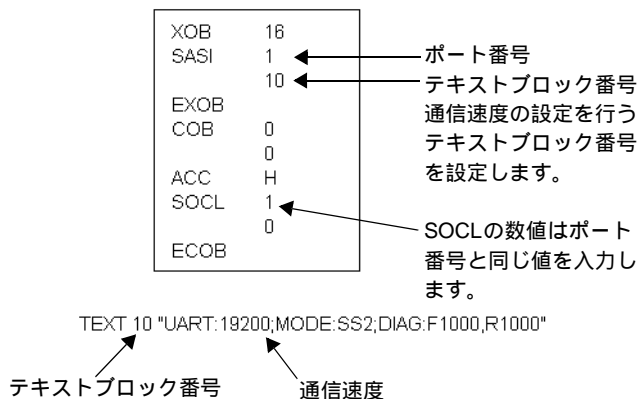 XOB 16
SASI 1
10
EXOB
COB 0
0
ACC H
SOCL 1
0
ECOB
ポート番号
テキストブロック番号
通信速度の設定を行う
テキストブロック番号
を設定します。
SOCLの数値はポート
番号と同じ値を入力し
ます。
TEXT 10 "UART:19200;MODE:SS2;DIAG:F1000,R1000"
テキストブロック番号
通信速度